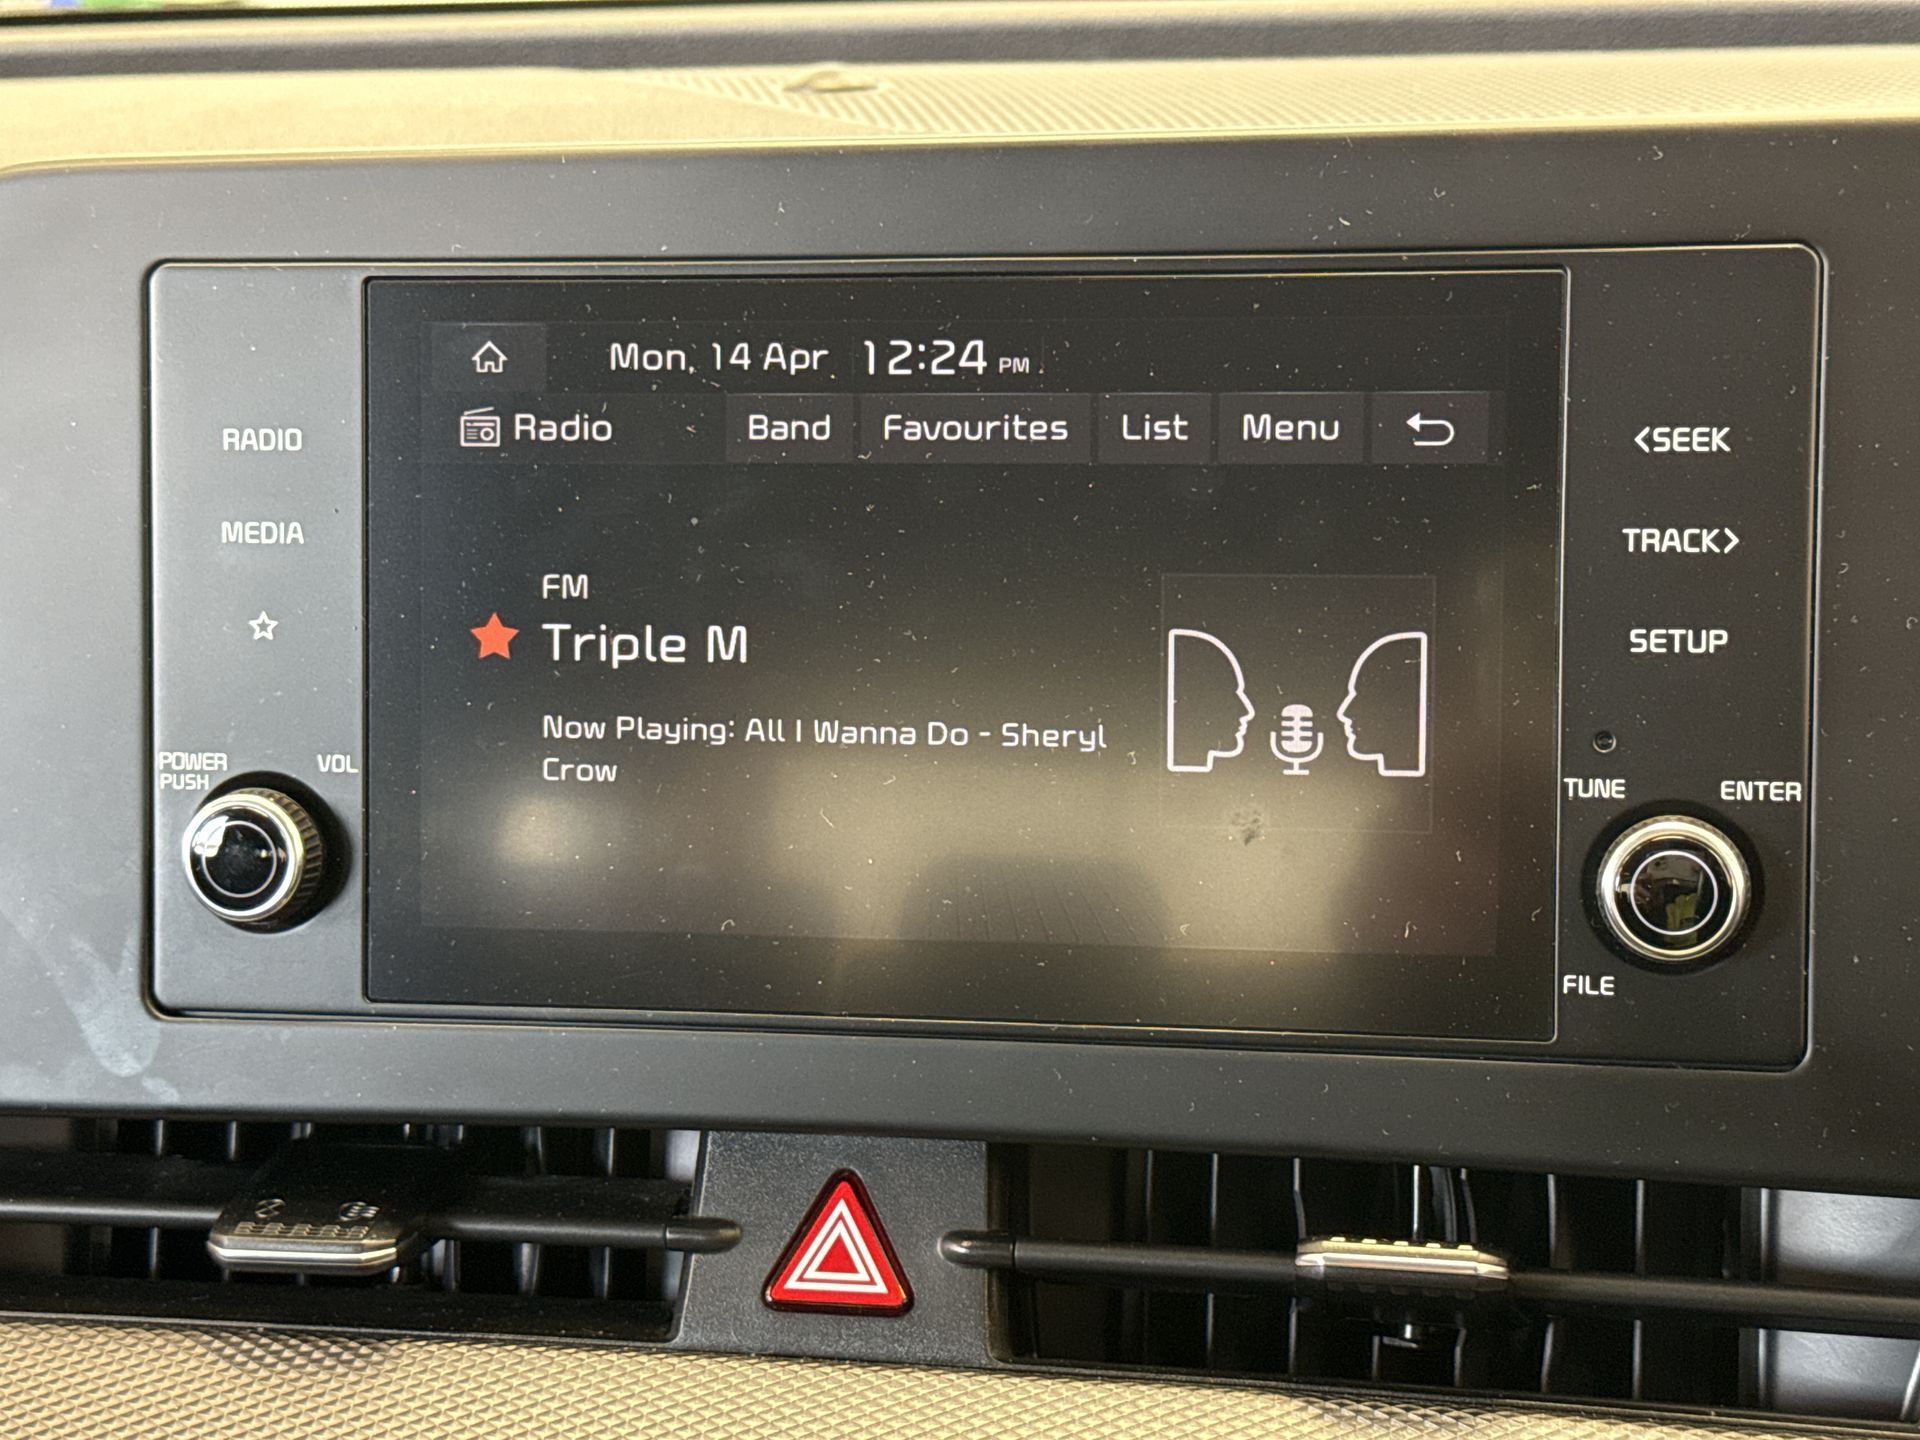 Mon, 14 Apr 12:24 PM
Radio Band Favourites List Menu
RADIO
MEDIA
POWER
PUSH
VOL
FM
Triple M
Now Playing: All I Wanna Do - Sheryl
Crow
<SEEK
TRACK>
SETUP
TUNE
ENTER
FILE